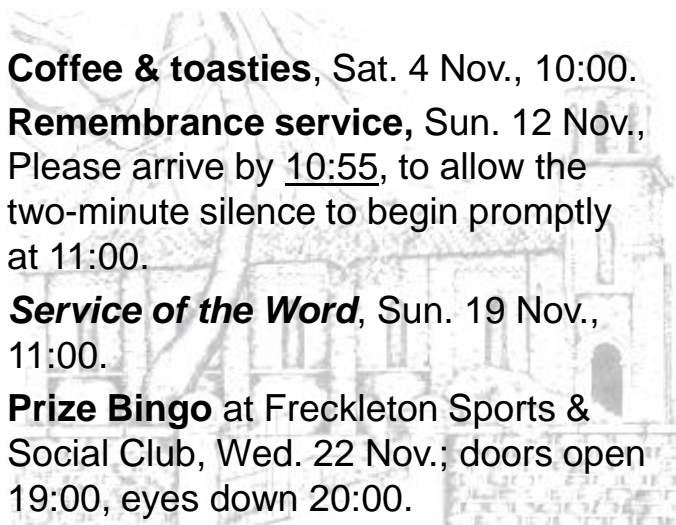 Coffee & toasties, Sat. 4 Nov., 10:00.
Remembrance service, Sun. 12 Nov.,
Please arrive by 10:55, to allow the
two-minute silence to begin promptly
at 11:00.
Service of the Word, Sun. 19 Nov.,
11:00.
Prize Bingo at Freckleton Sports &
Social Club, Wed. 22 Nov.; doors open
19:00, eyes down 20:00.